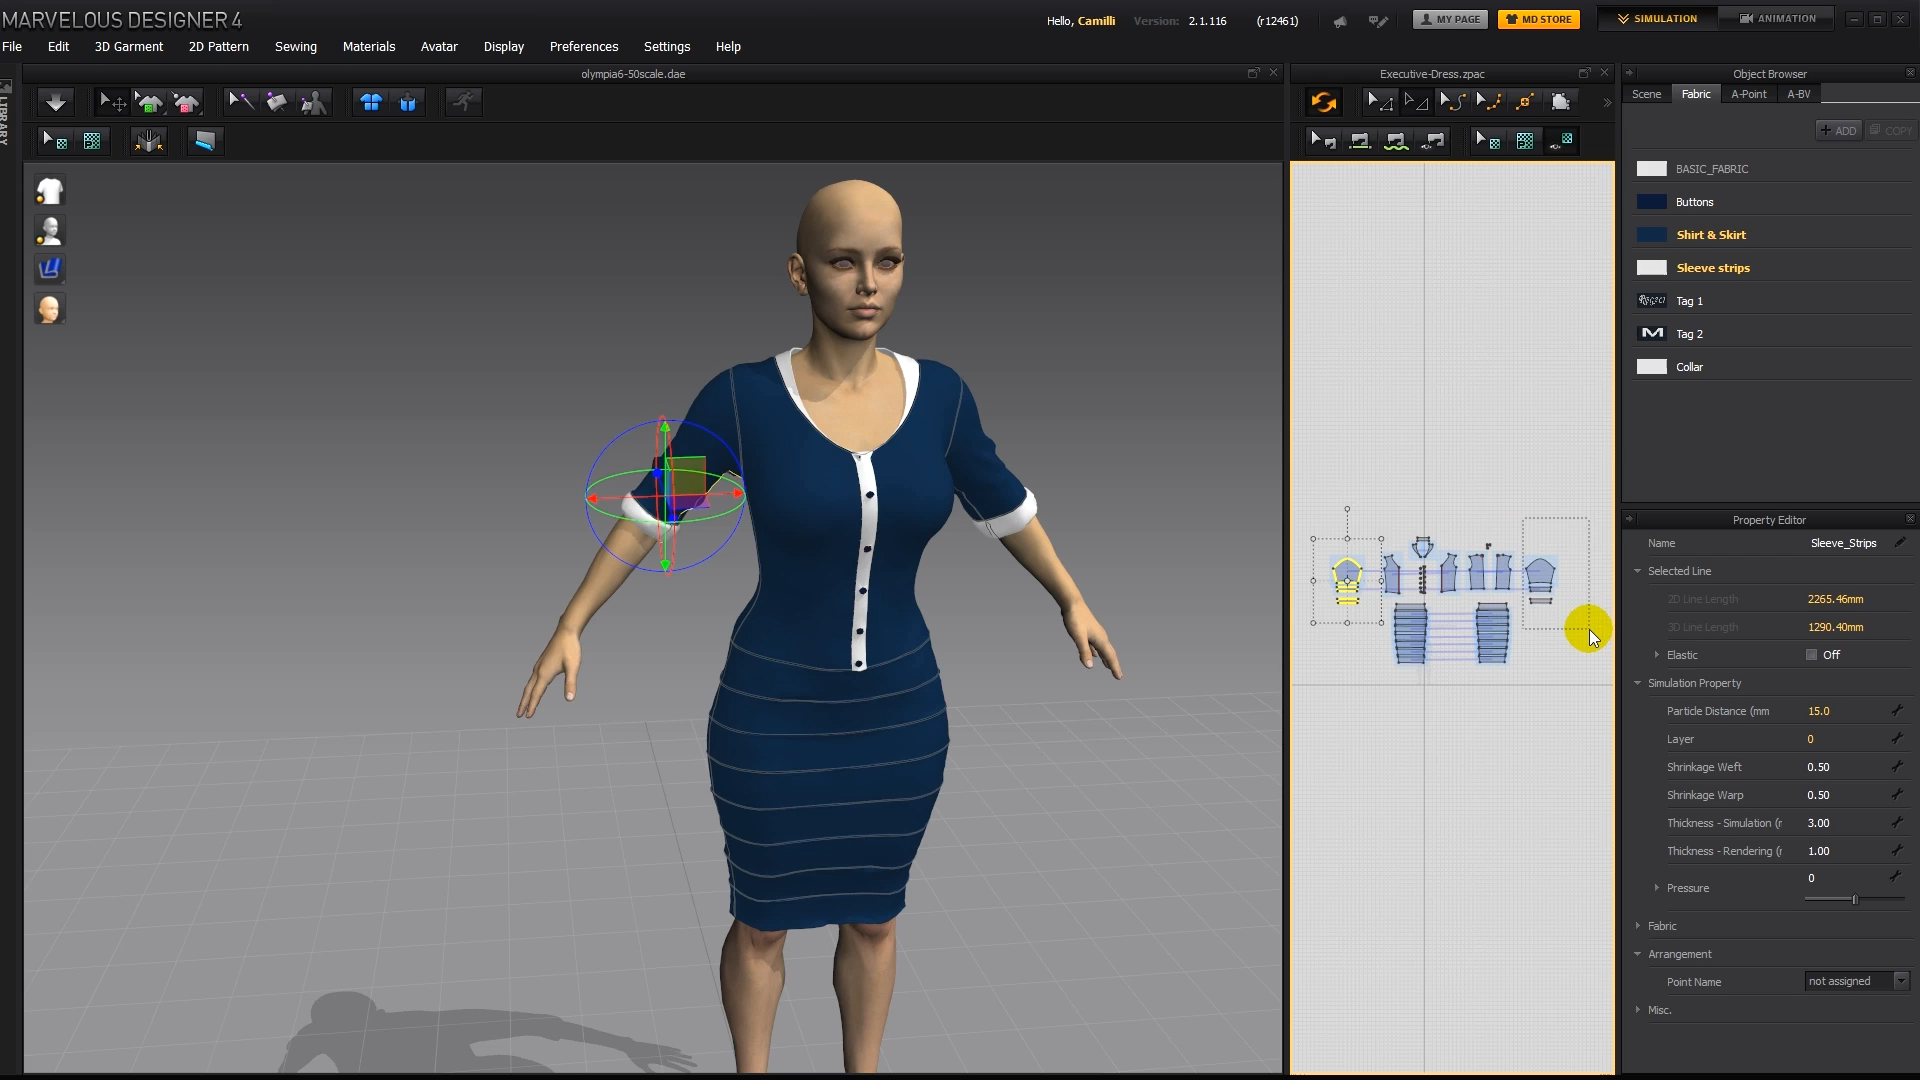 MARVELOUS DESIGNER 4
Hello, Camilli Version: 2.1.116 (r12461)
MY PAGE
MD STORE
SIMULATION
ANIMATION
File Edit 3D Garment 2D Pattern Sewing Materials Avatar Display Preferences Settings Help
LIBRARY
olympia6-50scale.dae
Executive-Dress.zpac
Object Browser
Scene Fabric A-Point A-BV
+ ADD COPY
BASIC_FABRIC
Buttons
Shirt & Skirt
Sleeve strips
Tag 1
M Tag 2
Collar
Property Editor
Name Sleeve_Strips
Selected Line
2D Line Length 2265.46mm
3D Line Length 1290.40mm
Elastic Off
Simulation Property
Particle Distance (mm 15.0
Layer 0
Shrinkage Weft 0.50
Shrinkage Warp 0.50
Thickness - Simulation (r 3.00
Thickness - Rendering (r 1.00
Pressure 0
Fabric
Arrangement
Point Name not assigned
Misc.